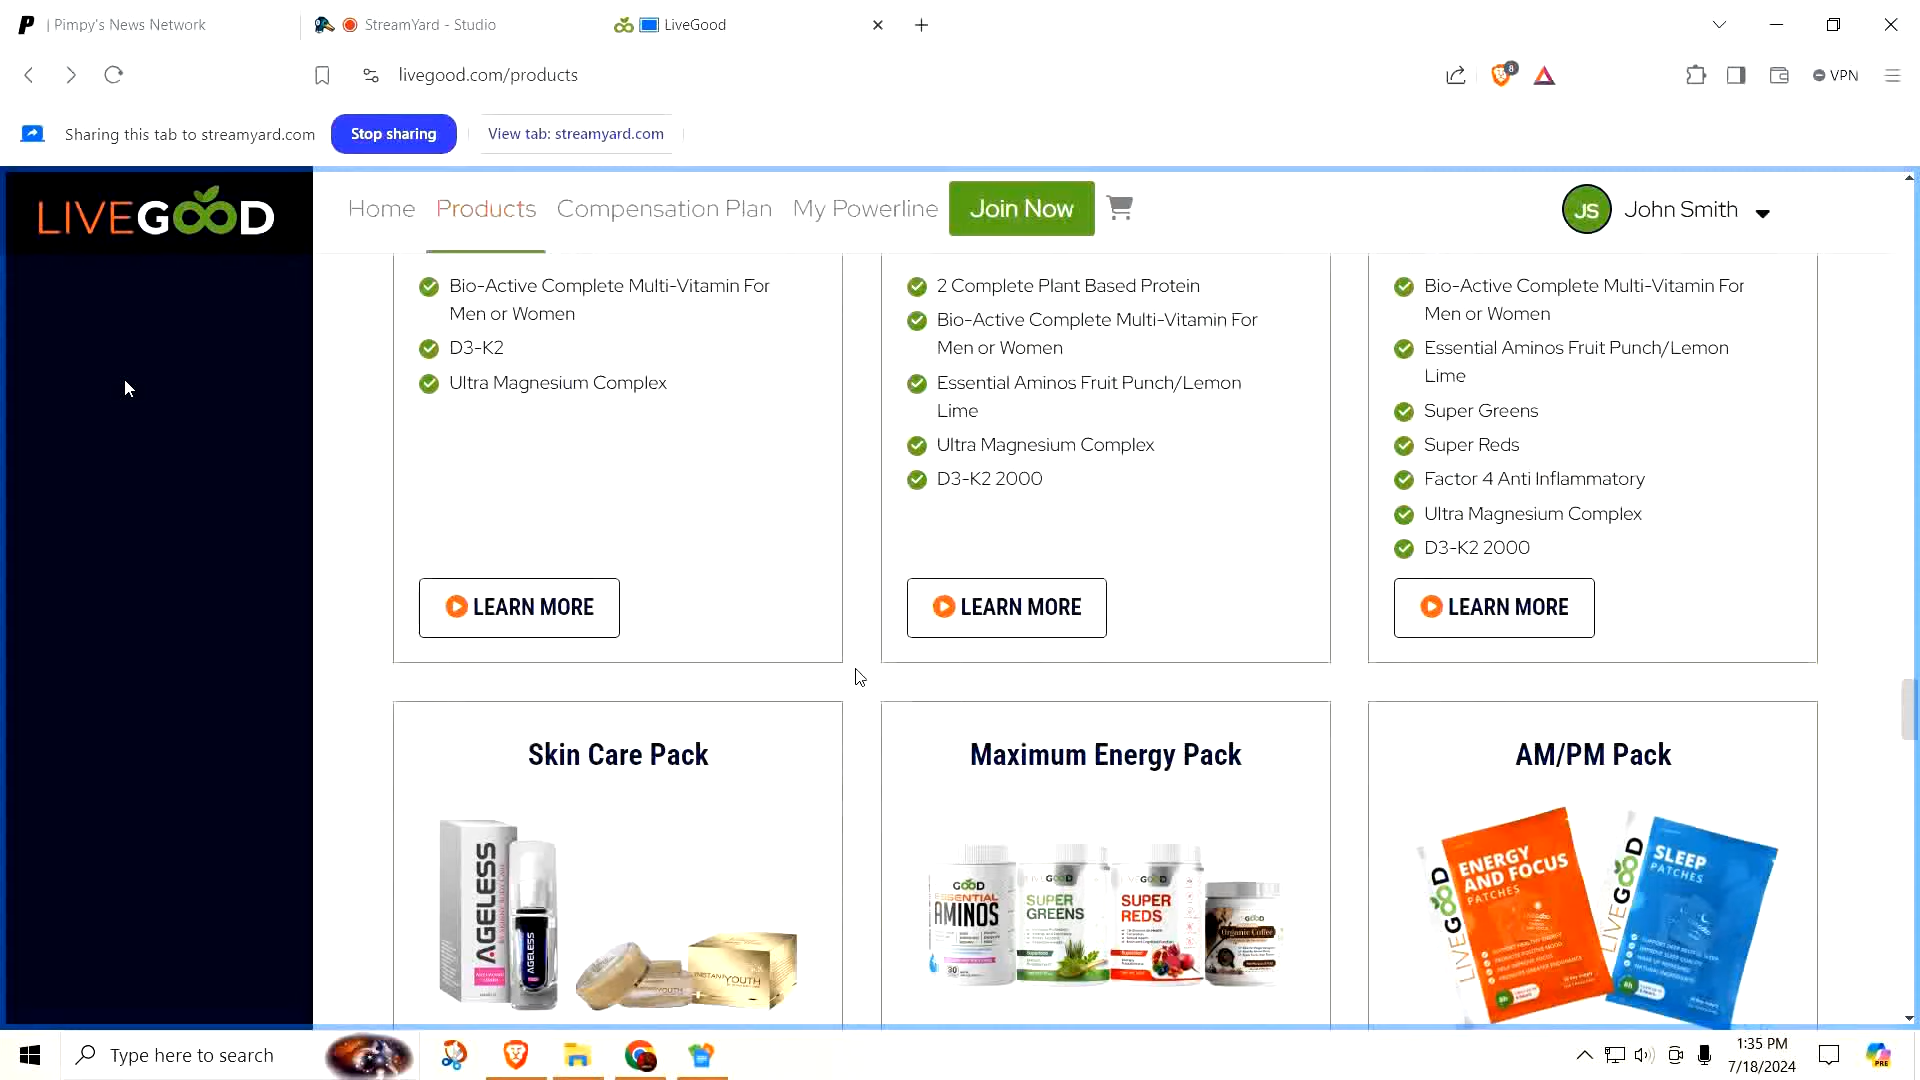 | Pimpy's News Network
StreamYard - Studio
LiveGood
livegood.com/products
8
VPN
Sharing this tab to streamyard.com
Stop sharing
View tab: streamyard.com
LIVEGOOD
Home
Products
Compensation Plan
My Powerline
Join Now
JS
John Smith
Bio-Active Complete Multi-Vitamin For
Men or Women
D3-K2
Ultra Magnesium Complex
LEARN MORE
2 Complete Plant Based Protein
Bio-Active Complete Multi-Vitamin For
Men or Women
Essential Aminos Fruit Punch/Lemon
Lime
Ultra Magnesium Complex
D3-K2 2000
LEARN MORE
Bio-Active Complete Multi-Vitamin For
Men or Women
Essential Aminos Fruit Punch/Lemon
Lime
Super Greens
Super Reds
Factor 4 Anti Inflammatory
Ultra Magnesium Complex
D3-K2 2000
LEARN MORE
Skin Care Pack
AGELESS
AGELESS
Maximum Energy Pack
GOOD
ESSENTIAL
AMINOS
30
LIVEGOOD
SUPER
GREENS
LIVEGOOD
SUPER
REDS
GOOD
Organic Coffee
AM/PM Pack
LIVEGOOD
ENERGY
AND FOCUS
PATCHES
LIVEGOOD
SLEEP
PATCHES
Type here to search
1:35 PM
7/18/2024
PRE